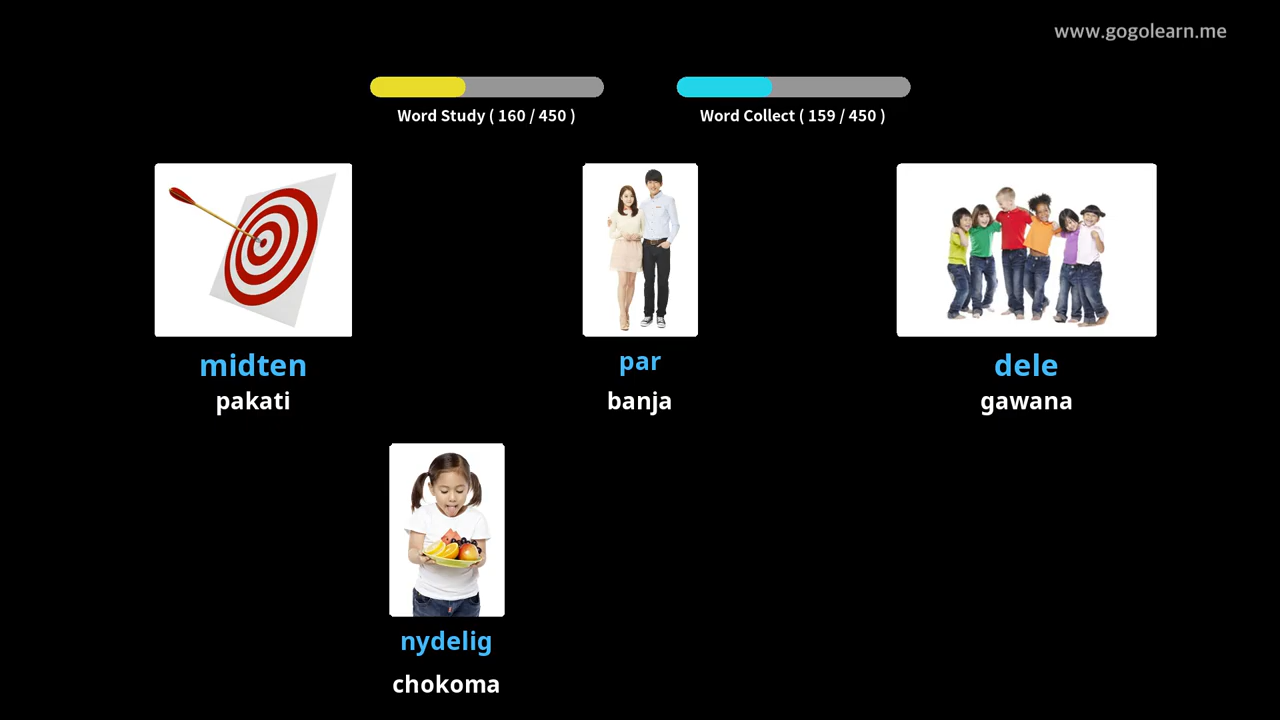 www.gogolearn.me
Word Study ( 160 / 450 )
Word Collect ( 159 / 450 )
midten
pakati
par
banja
dele
gawana
nydelig
chokoma